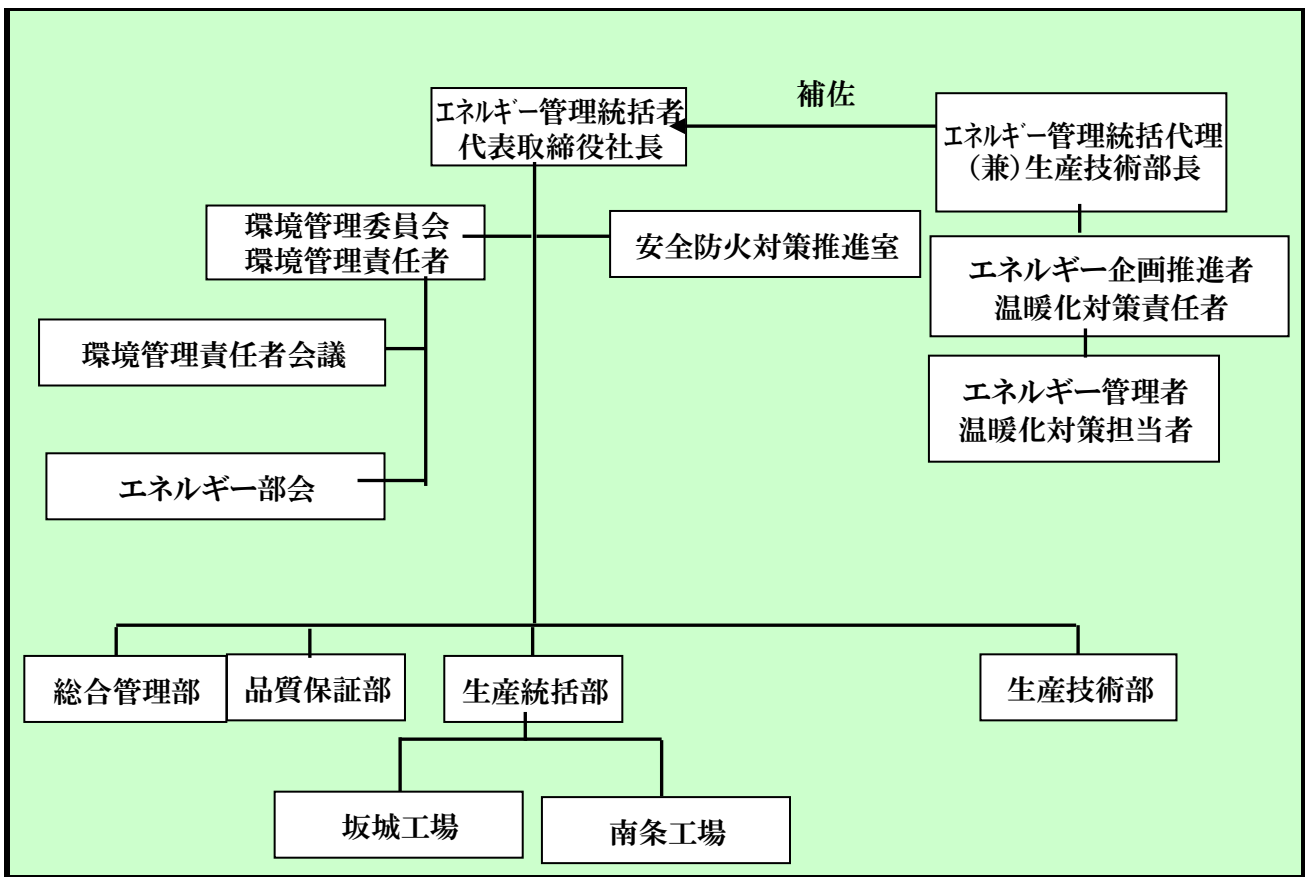 補佐
ｴﾈﾙｷﾞｰ管理統括者
代表取締役社長
ｴﾈﾙｷﾞｰ管理統括代理
(兼)生産技術部長
環境管理委員会
環境管理責任者
安全防火対策推進室
エネルギー企画推進者
温暖化対策責任者
環境管理責任者会議
エネルギー管理者
温暖化対策担当者
エネルギー部会
総合管理部
品質保証部
生産統括部
生産技術部
坂城工場
南条工場